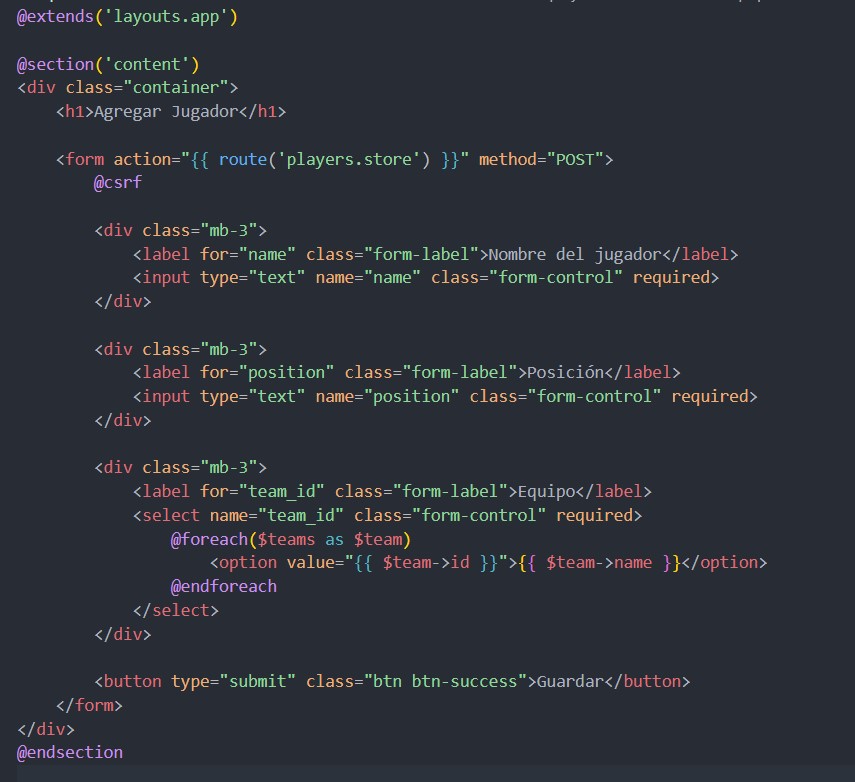 @extends('layouts.app')
@section('content')
<div class="container">
<h1>Agregar Jugador</h1>
<form action="{{ route('players.store') }}" method="POST">
@csrf
<div class="mb-3">
<label for="name" class="form-label">Nombre del jugador</label>
<input type="text" name="name" class="form-control" required>
</div>
<div class="mb-3">
<label for="position" class="form-label">Posición</label>
<input type="text" name="position" class="form-control" required>
</div>
<div class="mb-3">
<label for="team_id" class="form-label">Equipo</label>
<select name="team_id" class="form-control" required>
@foreach($teams as $team)
<option value="{{ $team->id }}">{{ $team->name }}</option>
@endforeach
</select>
</div>
<button type="submit" class="btn btn-success">Guardar</button>
</form>
</div>
@endsection